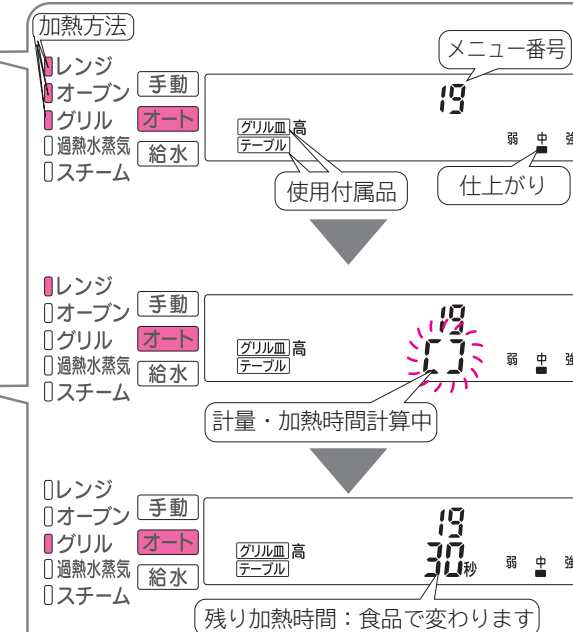 加熱方法
レンジ
オーブン
グリル
過熱水蒸気
スチーム
手動
オート
給水
メニュー番号
19
グリル皿 高
テーブル
弱 中 強
使用付属品
仕上がり
レンジ
オーブン
グリル
過熱水蒸気
スチーム
手動
オート
給水
19
グリル皿 高
テーブル
弱 中 強
計量・加熱時間計算中
レンジ
オーブン
グリル
過熱水蒸気
スチーム
手動
オート
給水
19
グリル皿 高
テーブル
30秒
弱 中 強
残り加熱時間：食品で変わります